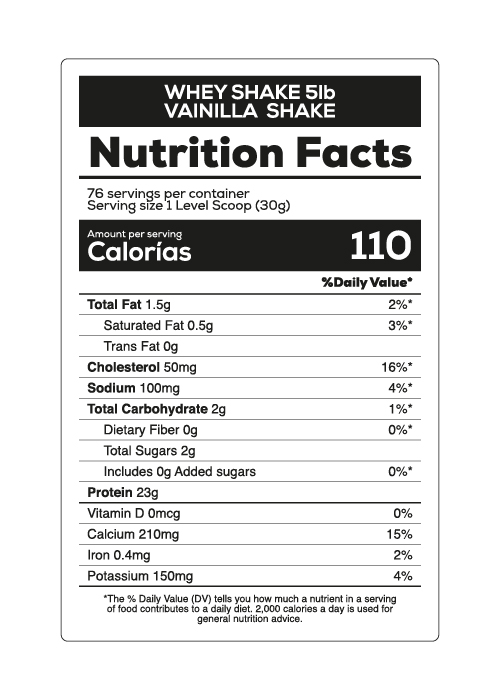 WHEY SHAKE 5lb
VAINILLA SHAKE
Nutrition Facts
76 servings per container
Serving size 1 Level Scoop (30g)
Amount per serving
Calorías 110
%Daily Value*
Total Fat 1.5g 2%*
Saturated Fat 0.5g 3%*
Trans Fat 0g
Cholesterol 50mg 16%*
Sodium 100mg 4%*
Total Carbohydrate 2g 1%*
Dietary Fiber 0g 0%*
Total Sugars 2g
Includes 0g Added sugars 0%*
Protein 23g
Vitamin D 0mcg 0%
Calcium 210mg 15%
Iron 0.4mg 2%
Potassium 150mg 4%
*The % Daily Value (DV) tells you how much a nutrient in a serving
of food contributes to a daily diet. 2,000 calories a day is used for
general nutrition advice.